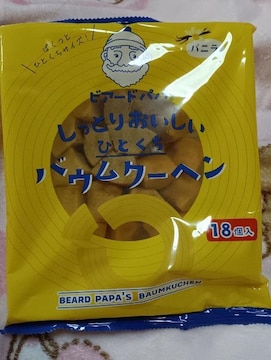 ぱくっと
ひとくちサイズ!
バニラ
ビアードパパの
しっとりおいしい
ひとくち
バウムクーヘン
18個入
BEARD PAPA'S BAUMKUCHEN